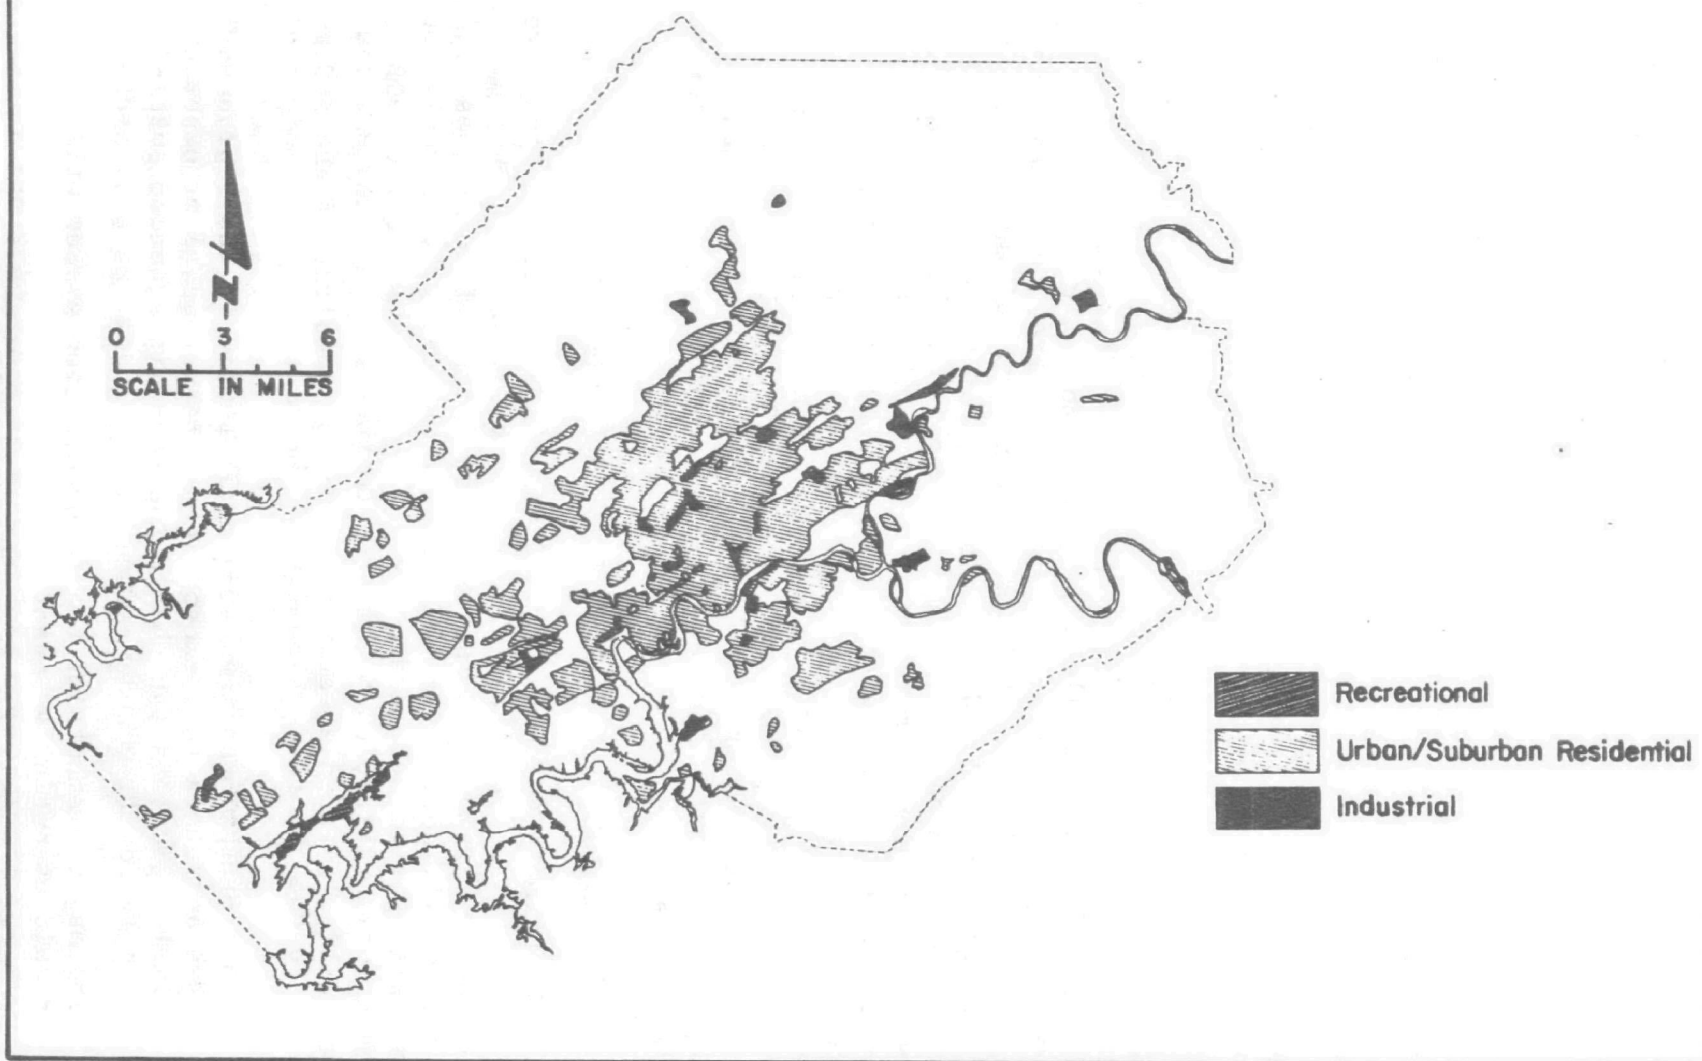 N
0 3 6
SCALE IN MILES
Recreational
Urban/Suburban Residential
Industrial